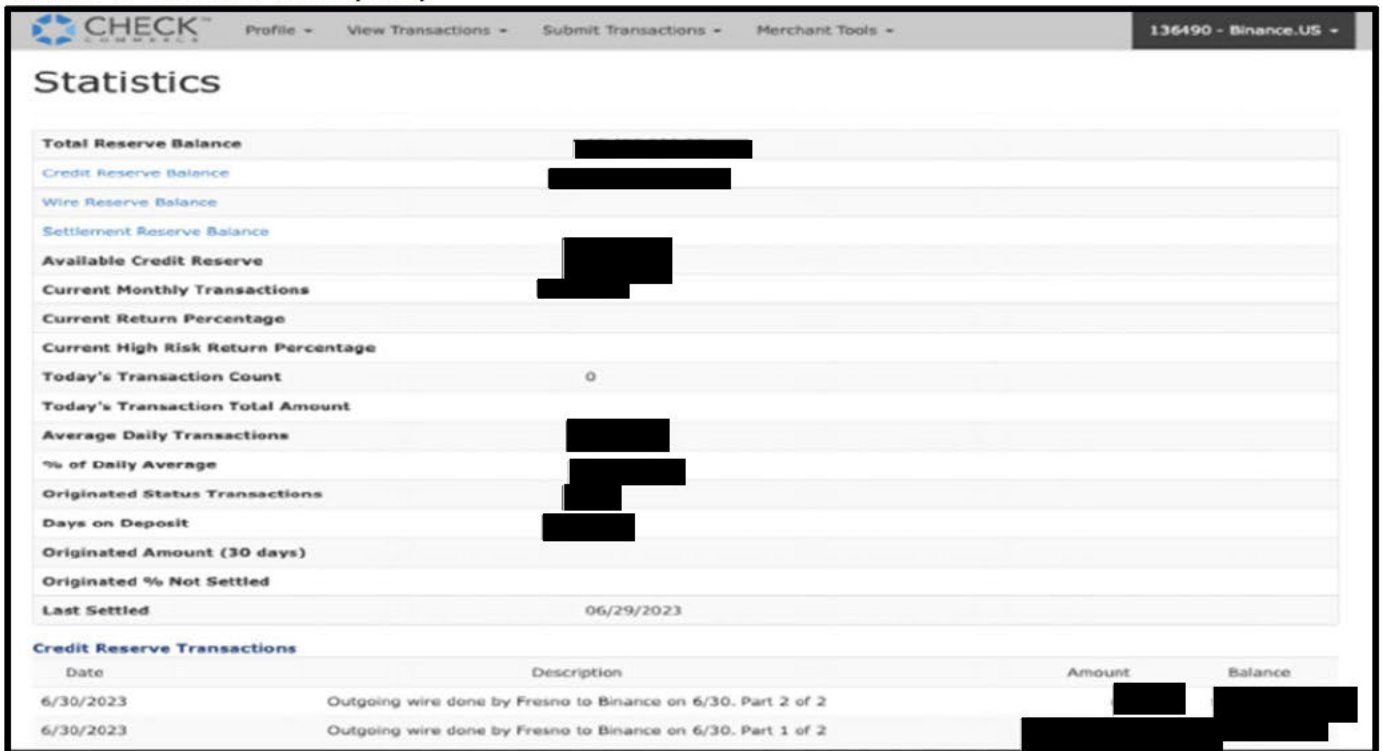 CHECK™ Profile View Transactions Submit Transactions Merchant Tools 136490 - Binance.US
COMMERCE
Statistics
Total Reserve Balance
Credit Reserve Balance
Wire Reserve Balance
Settlement Reserve Balance
Available Credit Reserve
Current Monthly Transactions
Current Return Percentage
Current High Risk Return Percentage
Today's Transaction Count 0
Today's Transaction Total Amount
Average Daily Transactions
% of Daily Average
Originated Status Transactions
Days on Deposit
Originated Amount (30 days)
Originated % Not Settled
Last Settled 06/29/2023
Credit Reserve Transactions
Date Description Amount Balance
6/30/2023 Outgoing wire done by Fresno to Binance on 6/30. Part 2 of 2
6/30/2023 Outgoing wire done by Fresno to Binance on 6/30. Part 1 of 2